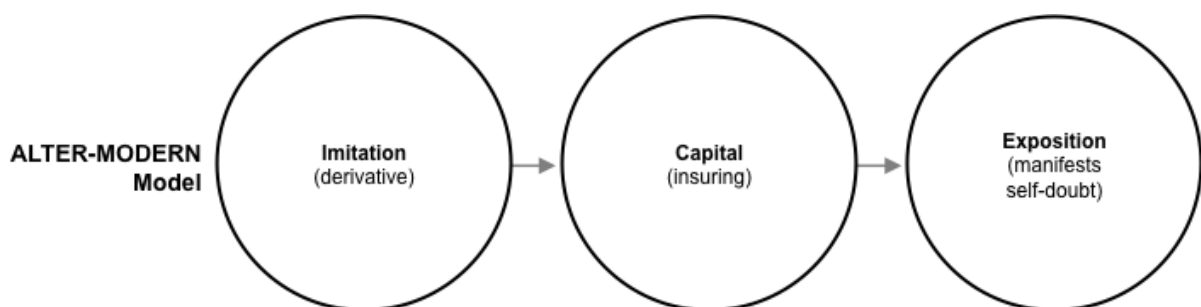 ALTER-MODERN
Model
Imitation
(derivative)
Capital
(insuring)
Exposition
(manifests
self-doubt)